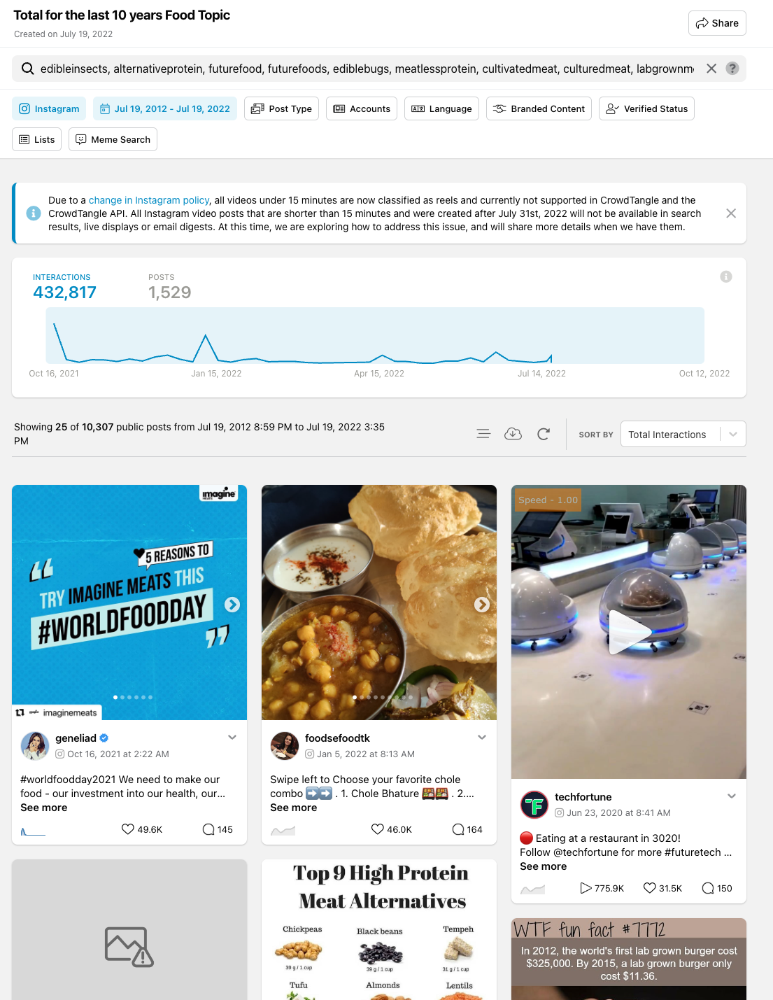 Total for the last 10 years Food Topic
Created on July 19, 2022
Share
edibleinsects, alternativeprotein, futurefood, futurefoods, ediblebugs, meatlessprotein, cultivatedmeat, culturedmeat, labgrownm
Instagram
Jul 19, 2012 - Jul 19, 2022
Post Type
Accounts
Language
Branded Content
Verified Status
Lists
Meme Search
Due to a change in Instagram policy, all videos under 15 minutes are now classified as reels and currently not supported in CrowdTangle and the
CrowdTangle API. All Instagram video posts that are shorter than 15 minutes and were created after July 31st, 2022 will not be available in search
results, live displays or email digests. At this time, we are exploring how to address this issue, and will share more details when we have them.
INTERACTIONS
432,817
POSTS
1,529
Oct 16, 2021
Jan 15, 2022
Apr 15, 2022
Jul 14, 2022
Oct 12, 2022
Showing 25 of 10,307 public posts from Jul 19, 2012 8:59 PM to Jul 19, 2022 3:35
PM
SORT BY
Total Interactions
imagine
MEATS
5 REASONS TO
TRY IMAGINE MEATS THIS
#WORLDFOODDAY
imaginemeats
geneliad
Oct 16, 2021 at 2:22 AM
#worldfoodday2021 We need to make our
food - our investment into our health, our...
See more
49.6K
145
foodsefoodtk
Jan 5, 2022 at 8:13 AM
Swipe left to Choose your favorite chole
combo ➡️➡️ . 1. Chole Bhature 🍱🍱 . 2....
See more
46.0K
164
Speed - 1.00
techfortune
Jun 23, 2020 at 8:41 AM
🔴 Eating at a restaurant in 3020!
Follow @techfortune for more #futuretech ...
See more
775.9K
31.5K
150
Top 9 High Protein
Meat Alternatives
Chickpeas
Black beans
Tempeh
39 g / 1 cup
39 g / 1 cup
31 g / 1 cup
Tufu
Almonds
Lentils
WTF fun fact #7772
In 2012, the world's first lab grown burger cost
$325,000. By 2015, a lab grown burger only
cost $11.36.